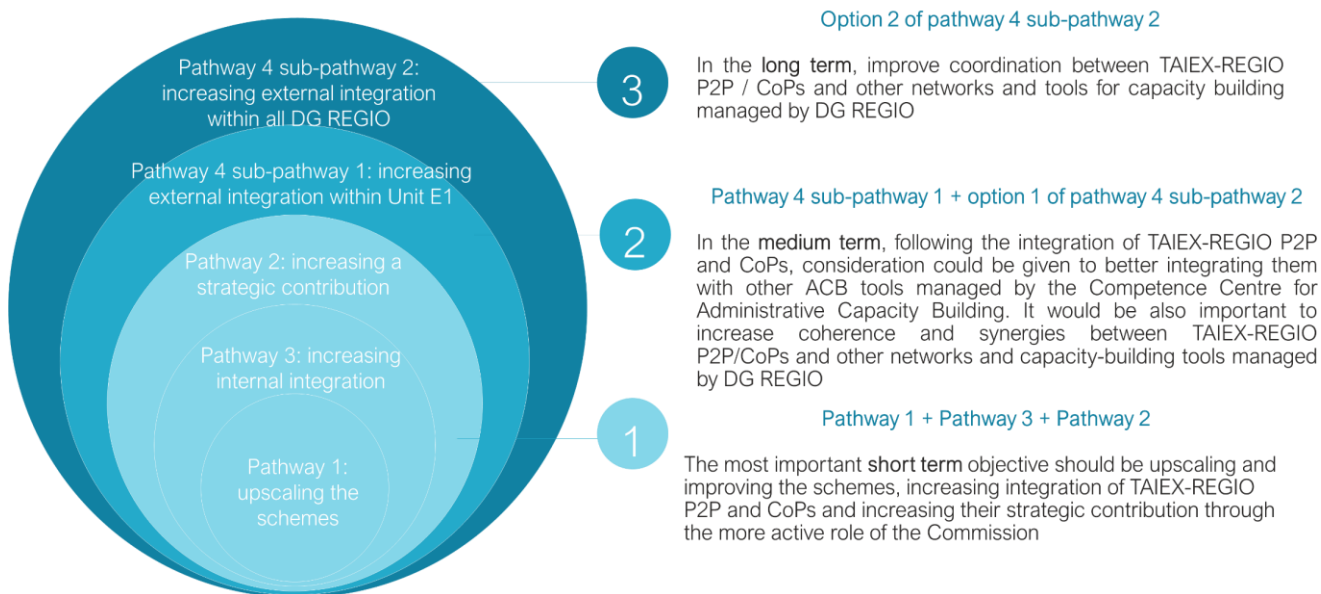 Pathway 4 sub-pathway 2:
increasing external integration
within all DG REGIO
Pathway 4 sub-pathway 1: increasing
external integration within Unit E1
Pathway 2: increasing a
strategic contribution
Pathway 3: increasing
internal integration
Pathway 1:
upscaling the
schemes
3
Option 2 of pathway 4 sub-pathway 2
In the long term, improve coordination between TAIEX-REGIO
P2P / CoPs and other networks and tools for capacity building
managed by DG REGIO
2
Pathway 4 sub-pathway 1 + option 1 of pathway 4 sub-pathway 2
In the medium term, following the integration of TAIEX-REGIO P2P
and CoPs, consideration could be given to better integrating them
with other ACB tools managed by the Competence Centre for
Administrative Capacity Building. It would be also important to
increase coherence and synergies between TAIEX-REGIO
P2P/CoPs and other networks and capacity-building tools managed
by DG REGIO
1
Pathway 1 + Pathway 3 + Pathway 2
The most important short term objective should be upscaling and
improving the schemes, increasing integration of TAIEX-REGIO
P2P and CoPs and increasing their strategic contribution through
the more active role of the Commission